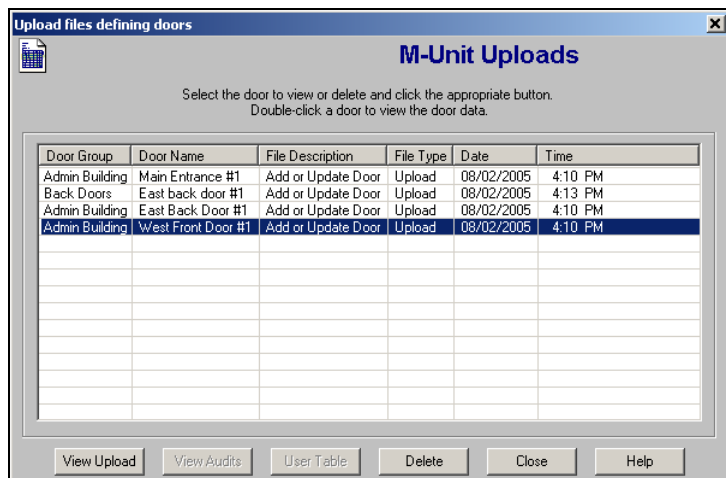 Upload files defining doors
M-Unit Uploads
Select the door to view or delete and click the appropriate button.
Double-click a door to view the door data.
Door Group Door Name File Description File Type Date Time
Admin Building Main Entrance #1 Add or Update Door Upload 08/02/2005 4:10 PM
Back Doors East back door #1 Add or Update Door Upload 08/02/2005 4:13 PM
Admin Building East Back Door #1 Add or Update Door Upload 08/02/2005 4:10 PM
Admin Building West Front Door #1 Add or Update Door Upload 08/02/2005 4:10 PM
View Upload View Audits User Table Delete Close Help